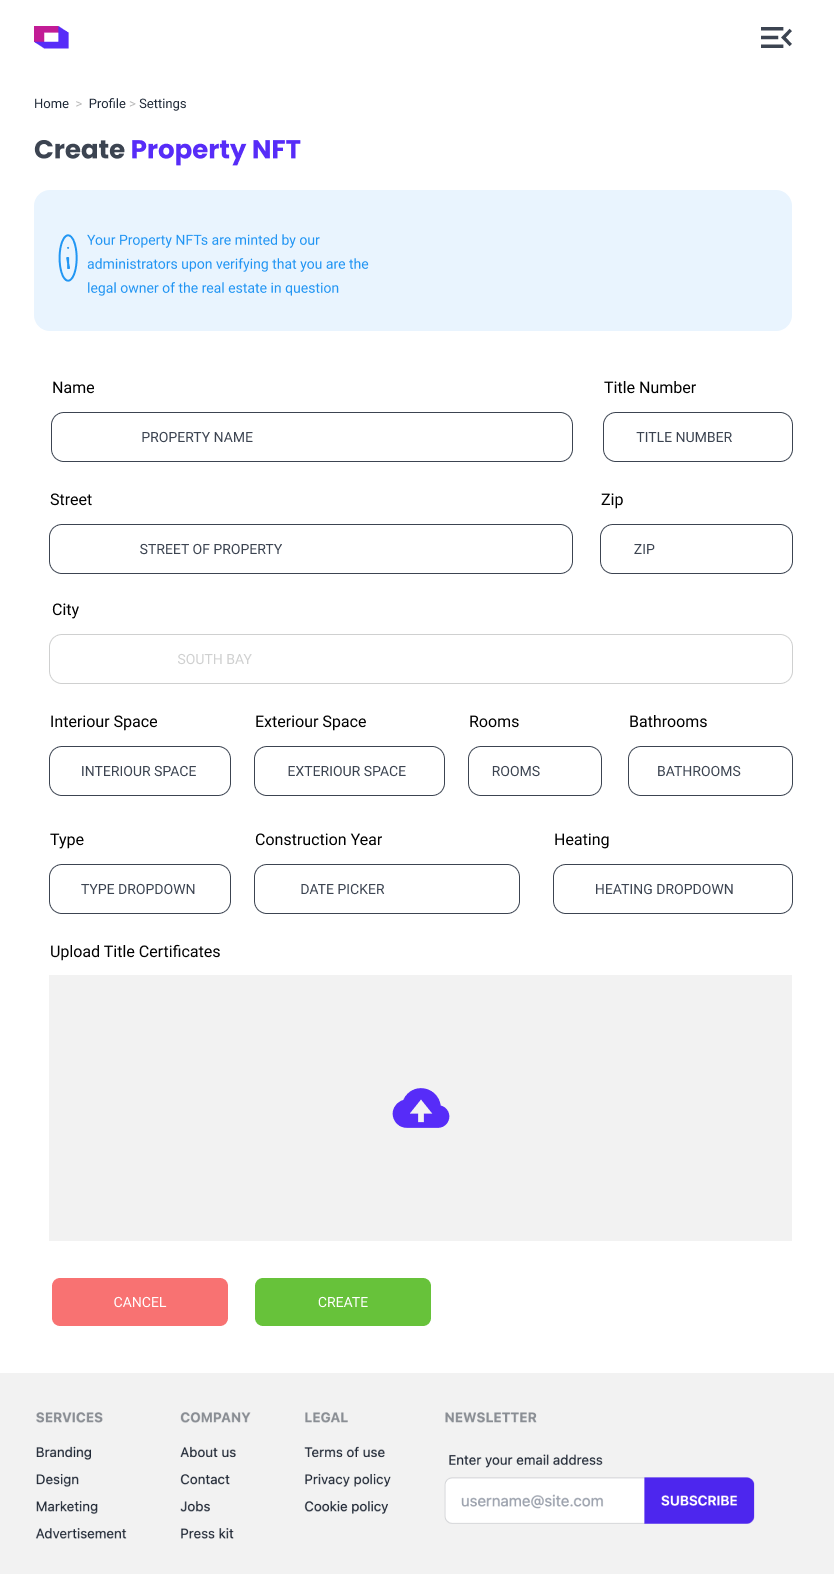 Home > Profile > Settings
Create Property NFT
Your Property NFTs are minted by our
administrators upon verifying that you are the
legal owner of the real estate in question
Name
Title Number
PROPERTY NAME
TITLE NUMBER
Street
Zip
STREET OF PROPERTY
ZIP
City
SOUTH BAY
Interiour Space
Exteriour Space
Rooms
Bathrooms
INTERIOUR SPACE
EXTERIOUR SPACE
ROOMS
BATHROOMS
Type
Construction Year
Heating
TYPE DROPDOWN
DATE PICKER
HEATING DROPDOWN
Upload Title Certificates
CANCEL
CREATE
SERVICES
Branding
Design
Marketing
Advertisement
COMPANY
About us
Contact
Jobs
Press kit
LEGAL
Terms of use
Privacy policy
Cookie policy
NEWSLETTER
Enter your email address
username@site.com
SUBSCRIBE